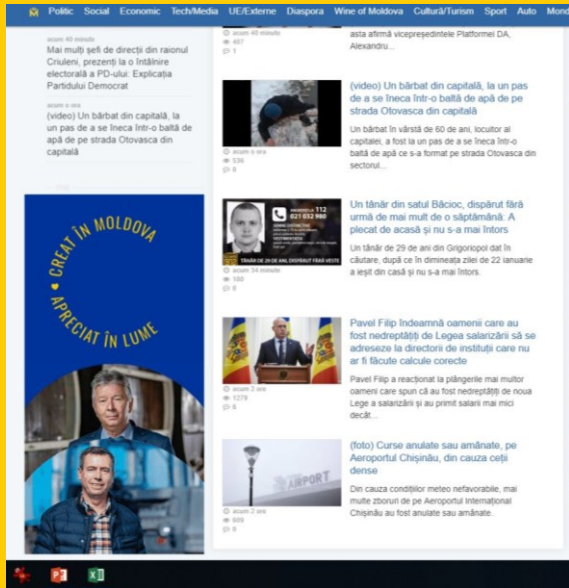 Politic Social Economic Tech/Media UE/Externe Diaspora Wine of Moldova Cultură/Turism Sport Auto Mond
acum 40 minute
Mai mulți șefi de direcții din raionul
Criuleni, prezenți la o întâlnire
electorală a PD-ului: Explicația
Partidului Democrat
acum o ora
(video) Un bărbat din capitală, la
un pas de a se îneca într-o baltă de
apă de pe strada Otovasca din
capitală
CREAT ÎN MOLDOVA
APRECIAT ÎN LUME
acum 40 minute
407
1
asta afirmă vicepreședintele Platformei DA,
Alexandru...
(video) Un bărbat din capitală, la un pas
de a se îneca într-o baltă de apă de pe
strada Otovasca din capitală
Un bărbat în vârstă de 60 de ani, locuitor al
capitalei, a fost la un pas de a se îneca într-o
baltă de apă ce s-a format pe strada Otovasca din
sectorul...
acum o ora
536
0
112
021 032 980
TÂNĂR DE 29 DE ANI, DISPĂRUT FĂRĂ VESTE
acum 34 minute
180
0
Un tânăr din satul Băcioc, dispărut fără
urmă de mai mult de o săptămână: A
plecat de acasă și nu s-a mai întors
Un tânăr de 29 de ani din Grigoriopol dat în
căutare, după ce în dimineața zilei de 22 ianuarie
a ieșit din casă și nu s-a mai întors.
Pavel Filip îndeamnă oamenii care au
fost nedreptățiți de Legea salarizării să se
adreseze la directorii de instituții care nu
ar fi făcute calcule corecte
Pavel Filip a reacționat la plângerile mai multor
oameni care spun că au fost nedreptățiți de noua
Lege a salarizării și au primit salarii mai mici
decât...
acum 2 ore
1279
6
AIRPORT
(foto) Curse anulate sau amânate, pe
Aeroportul Chișinău, din cauza ceții
dense
Din cauza condițiilor meteo nefavorabile, mai
multe zboruri de pe Aeroportul Internațional
Chișinău au fost anulate sau amânate.
acum 2 ore
609
0